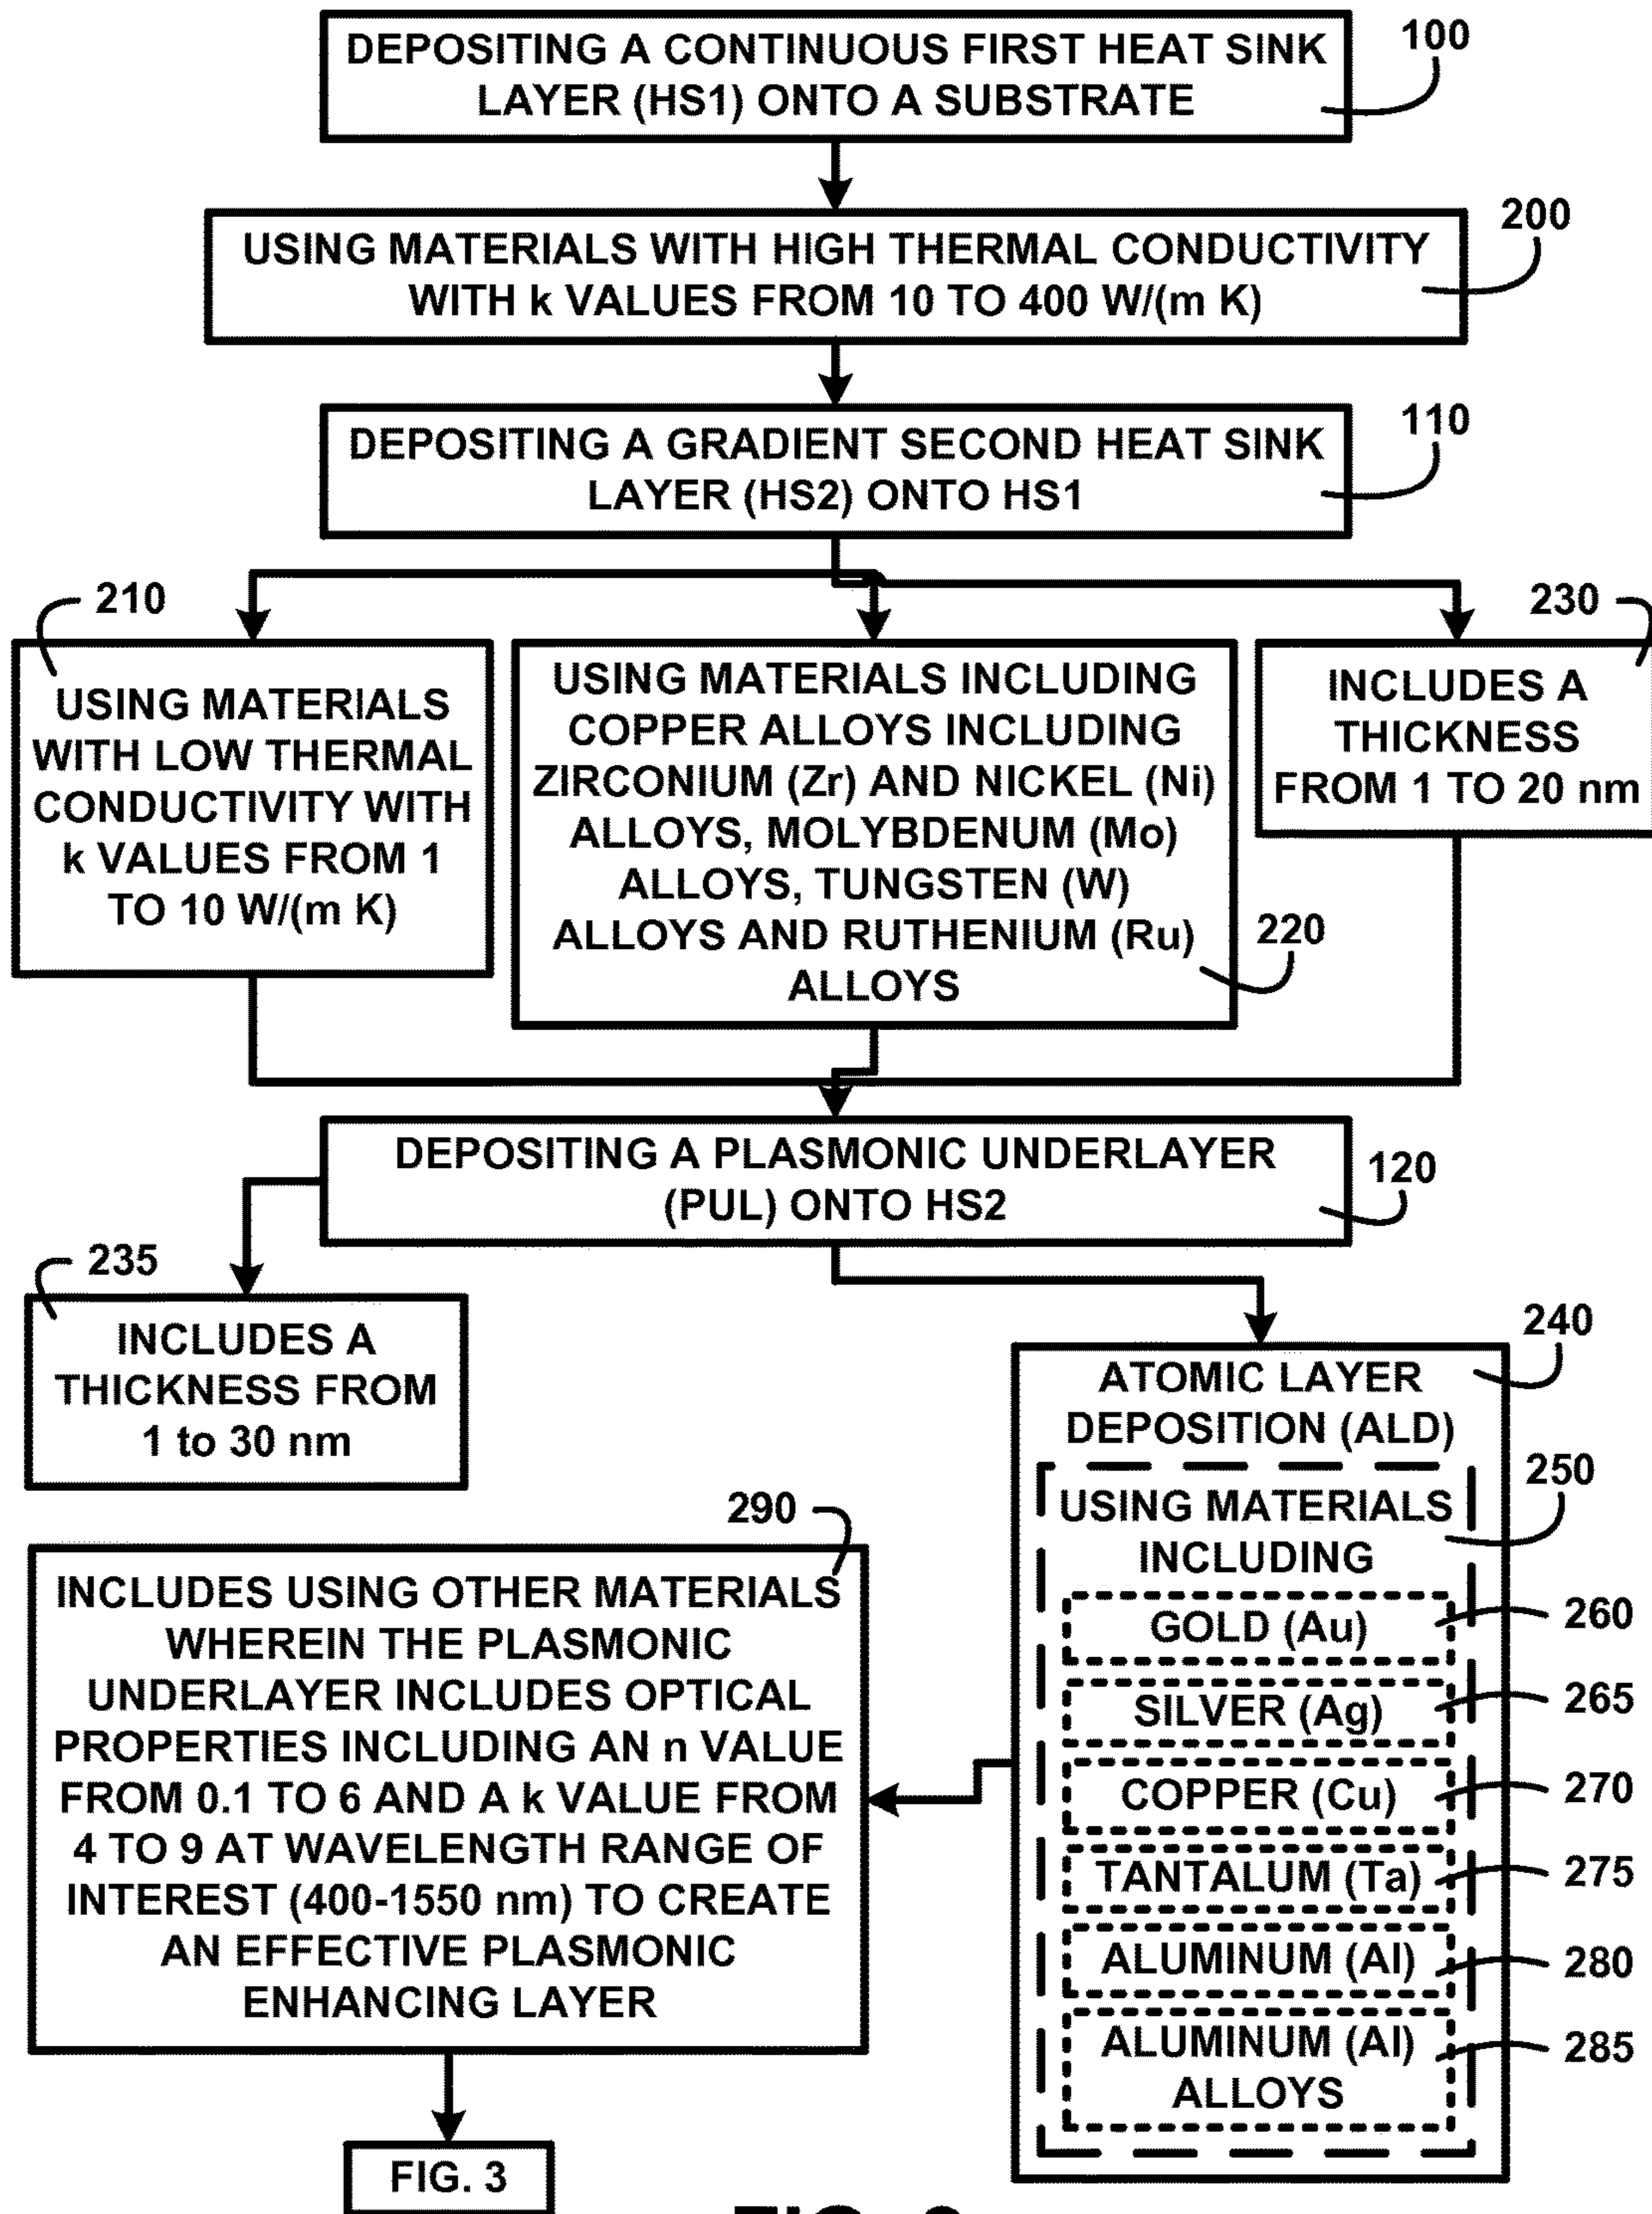 DEPOSITING A CONTINUOUS FIRST HEAT SINK
LAYER (HS1) ONTO A SUBSTRATE
100
USING MATERIALS WITH HIGH THERMAL CONDUCTIVITY
WITH k VALUES FROM 10 TO 400 W/(m K)
200
DEPOSITING A GRADIENT SECOND HEAT SINK
LAYER (HS2) ONTO HS1
110
210
USING MATERIALS
WITH LOW THERMAL
CONDUCTIVITY WITH
k VALUES FROM 1
TO 10 W/(m K)
USING MATERIALS INCLUDING
COPPER ALLOYS INCLUDING
ZIRCONIUM (Zr) AND NICKEL (Ni)
ALLOYS, MOLYBDENUM (Mo)
ALLOYS, TUNGSTEN (W)
ALLOYS AND RUTHENIUM (Ru)
ALLOYS
220
230
INCLUDES A
THICKNESS
FROM 1 TO 20 nm
DEPOSITING A PLASMONIC UNDERLAYER
(PUL) ONTO HS2
120
235
INCLUDES A
THICKNESS FROM
1 to 30 nm
240
ATOMIC LAYER
DEPOSITION (ALD)
250
USING MATERIALS
INCLUDING
GOLD (Au)
260
SILVER (Ag)
265
COPPER (Cu)
270
TANTALUM (Ta)
275
ALUMINUM (Al)
280
ALUMINUM (Al)
ALLOYS
285
290
INCLUDES USING OTHER MATERIALS
WHEREIN THE PLASMONIC
UNDERLAYER INCLUDES OPTICAL
PROPERTIES INCLUDING AN n VALUE
FROM 0.1 TO 6 AND A k VALUE FROM
4 TO 9 AT WAVELENGTH RANGE OF
INTEREST (400-1550 nm) TO CREATE
AN EFFECTIVE PLASMONIC
ENHANCING LAYER
FIG. 3